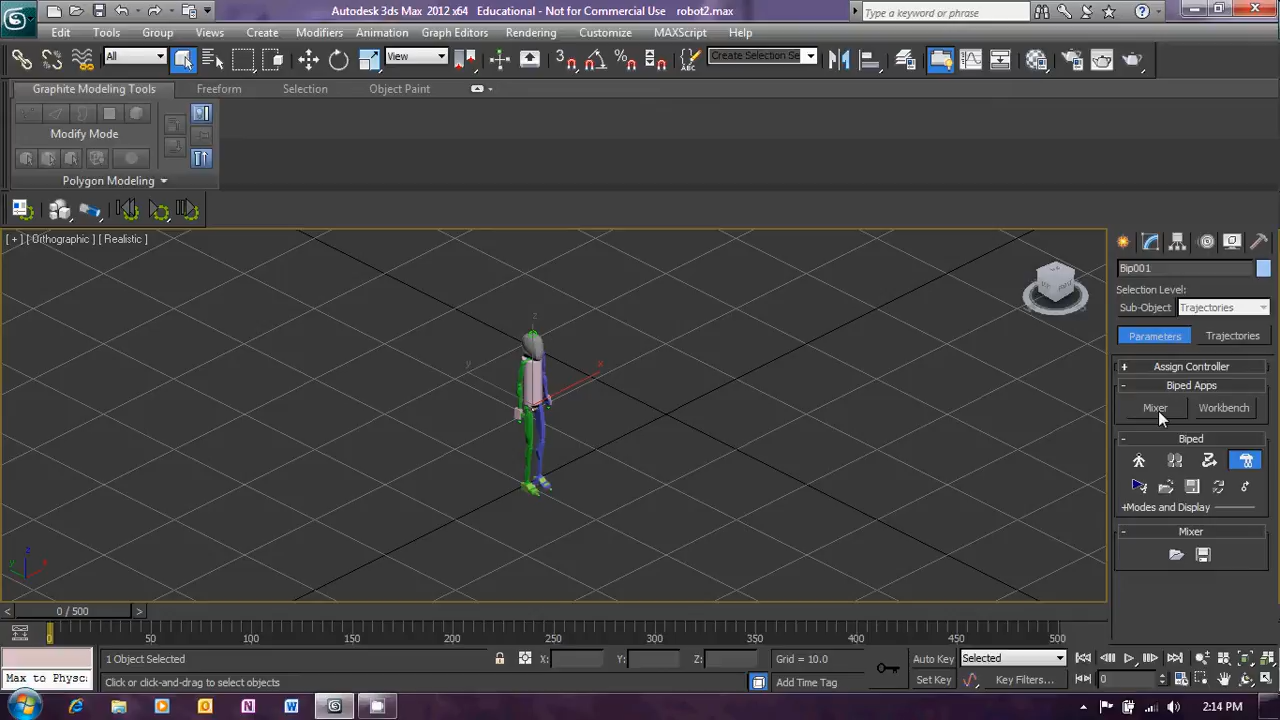 Autodesk 3ds Max 2012 x64 Educational - Not for Commercial Use robot2.max
Type a keyword or phrase
Edit Tools Group Views Create Modifiers Animation Graph Editors Rendering Customize MAXScript Help
All View 3 Create Selection Se
Graphite Modeling Tools Freeform Selection Object Paint
Modify Mode
Polygon Modeling
[ + ] [ Orthographic ] [ Realistic ]
Bip001
Selection Level:
Sub-Object Trajectories
Parameters Trajectories
+ Assign Controller
- Biped Apps
Mixer Workbench
- Biped
+Modes and Display
- Mixer
z
x
y
z
y x
< 0 / 500 >
0 50 100 150 200 250 300 350 400 450 500
1 Object Selected X: Y: Z: Grid = 10.0 Auto Key Selected
Max to Physc. Click or click-and-drag to select objects Add Time Tag Set Key Key Filters... 0
2:14 PM